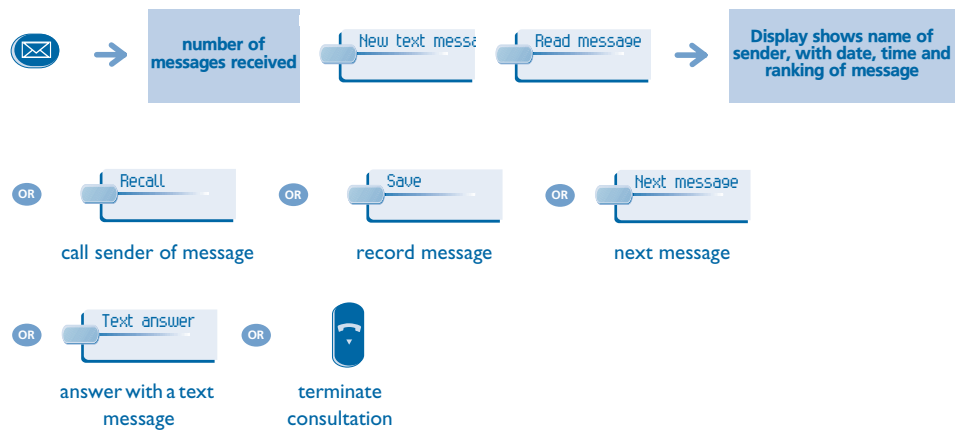 number of
messages received
New text messa
Read message
Display shows name of
sender, with date, time and
ranking of message
OR
Recall
OR
Save
OR
Next message
call sender of message
record message
next message
OR
Text answer
OR
answer with a text
message
terminate
consultation